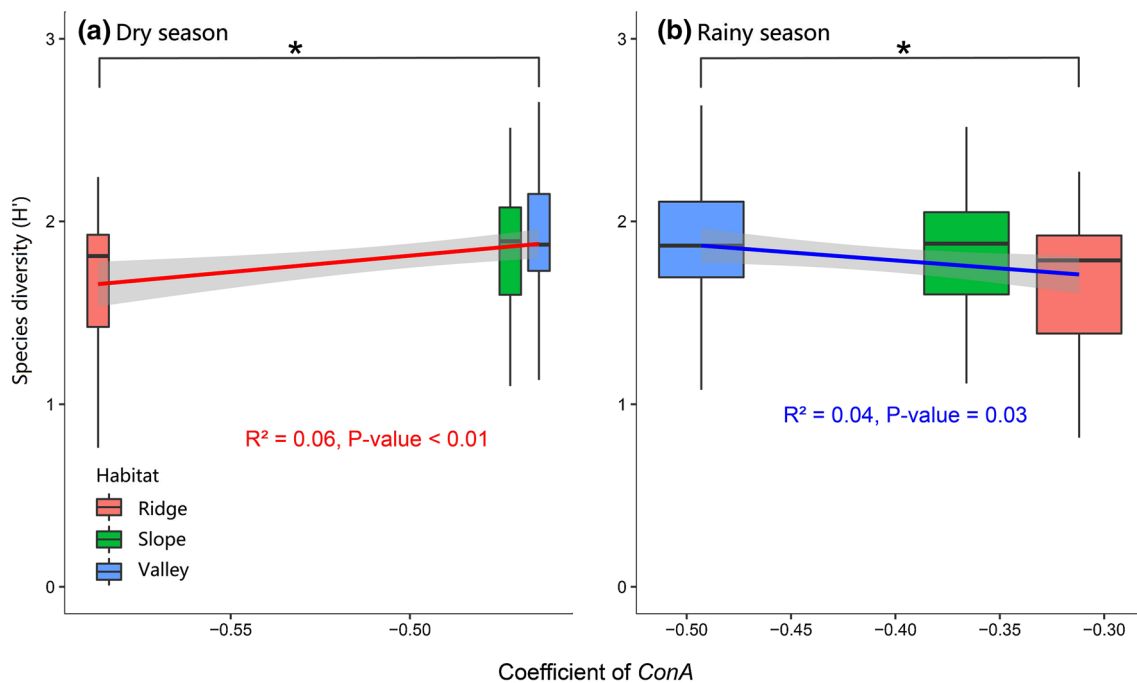 (a) Dry season
(b) Rainy season
*
*
3
2
1
0
3
2
1
0
Species diversity (H')
R² = 0.06, P-value < 0.01
R² = 0.04, P-value = 0.03
Habitat
Ridge
Slope
Valley
−0.55
−0.50
−0.50
−0.45
−0.40
−0.35
−0.30
Coefficient of ConA